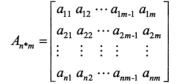 A_{n*m} =
a_{11} a_{12} ⋯ a_{1m-1} a_{1m}
a_{21} a_{22} ⋯ a_{2m-1} a_{2m}
⋮ ⋮ ⋮ ⋮ ⋮
a_{n1} a_{n2} ⋯ a_{nm-1} a_{nm}